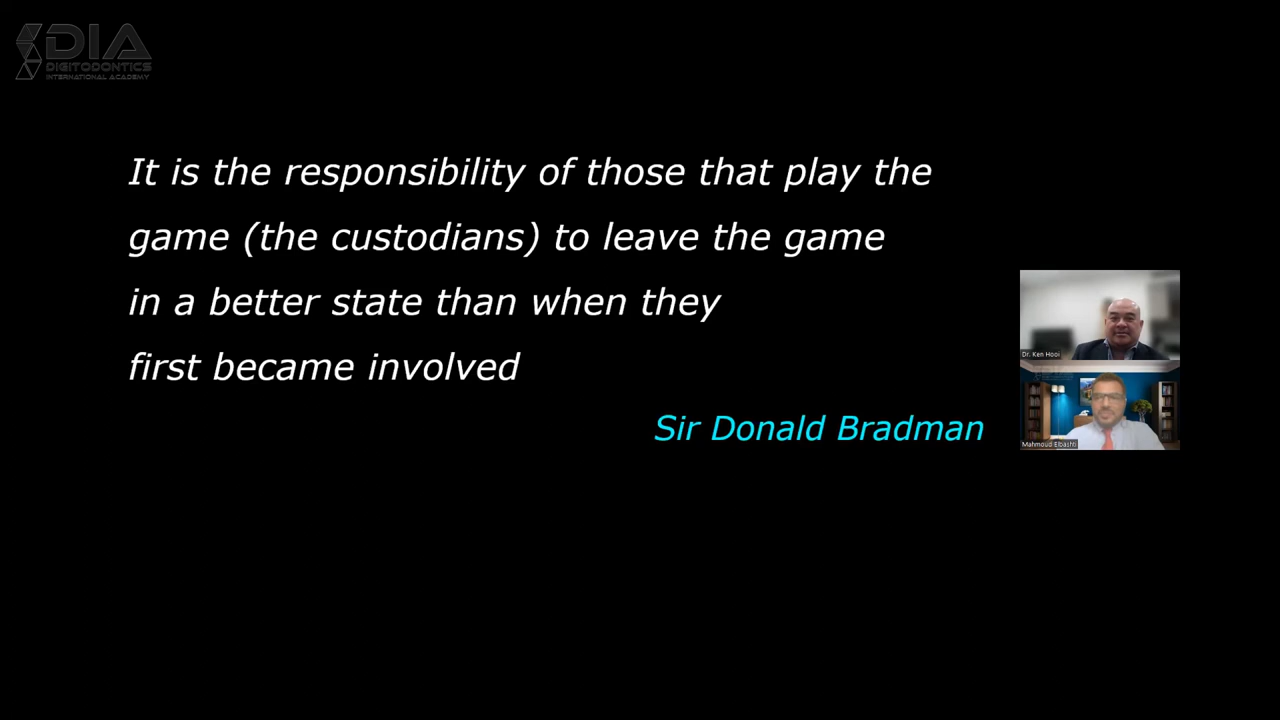 DIA
DIGITODONTICS
INTERNATIONAL ACADEMY
It is the responsibility of those that play the
game (the custodians) to leave the game
in a better state than when they
first became involved
Sir Donald Bradman
Dr. Ken Hooi
Mahmoud Elbashti